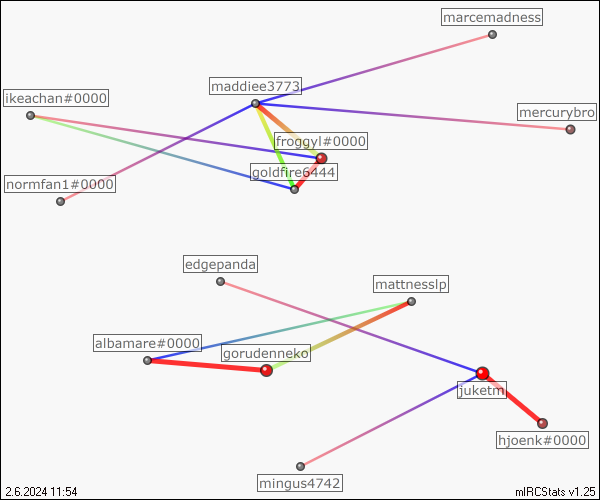 marcemadness
maddiee3773
ikeachan#0000
mercurybro
froggyl#0000
goldfire6444
normfan1#0000
edgepanda
mattnesslp
albamare#0000
gorudenneko
juketm
hjoenk#0000
mingus4742
2.6.2024 11:54
mIRCStats v1.25